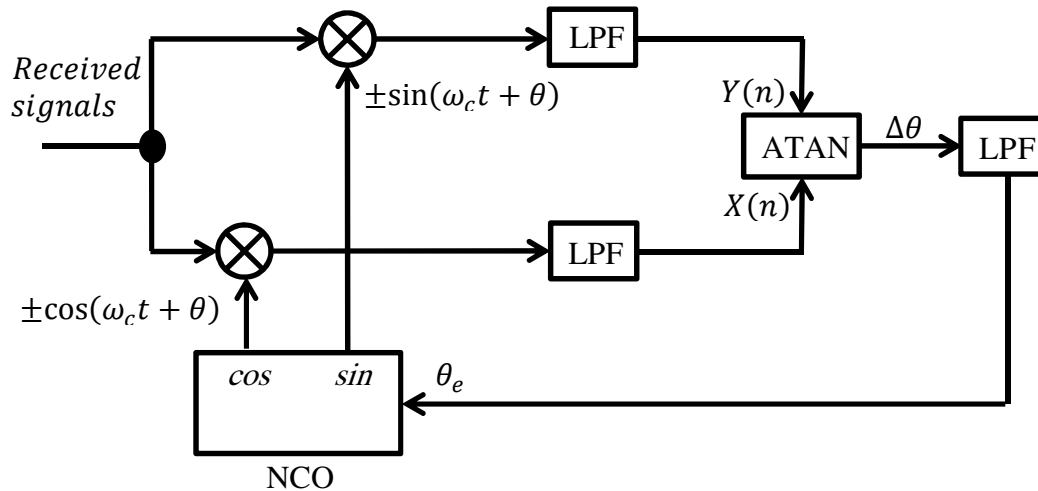 LPF
Received
signals
±sin(ω_c t + θ)
Y(n)
ATAN
Δθ
LPF
X(n)
LPF
±cos(ω_c t + θ)
cos sin
θ_e
NCO